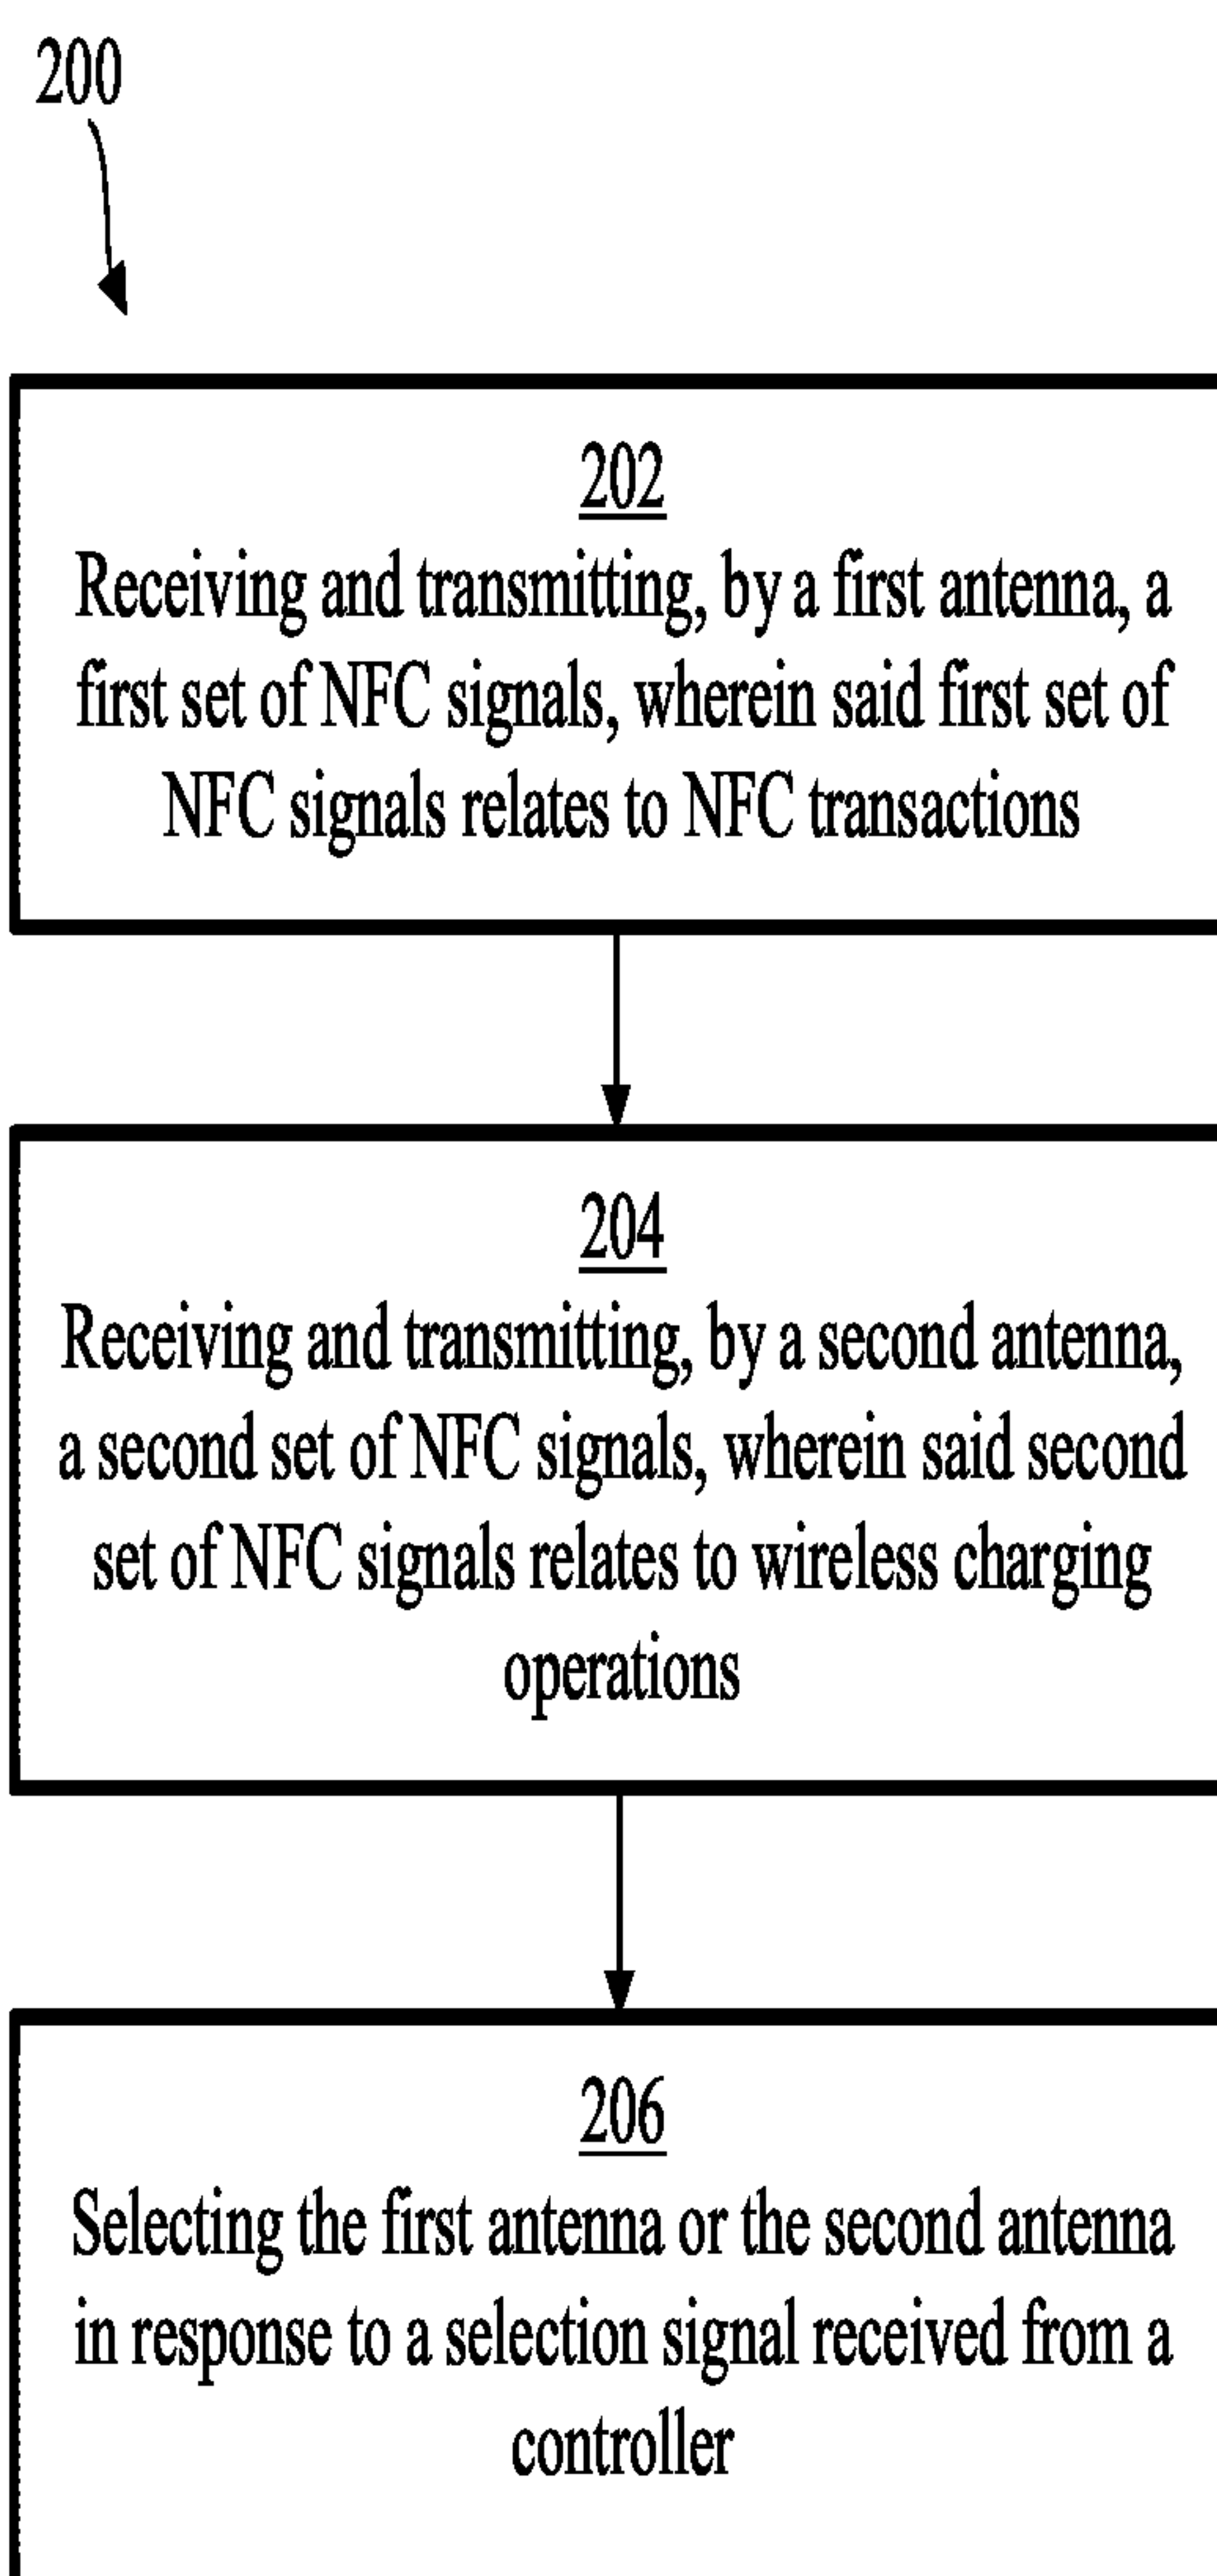 200
202
Receiving and transmitting, by a first antenna, a
first set of NFC signals, wherein said first set of
NFC signals relates to NFC transactions
204
Receiving and transmitting, by a second antenna,
a second set of NFC signals, wherein said second
set of NFC signals relates to wireless charging
operations
206
Selecting the first antenna or the second antenna
in response to a selection signal received from a
controller